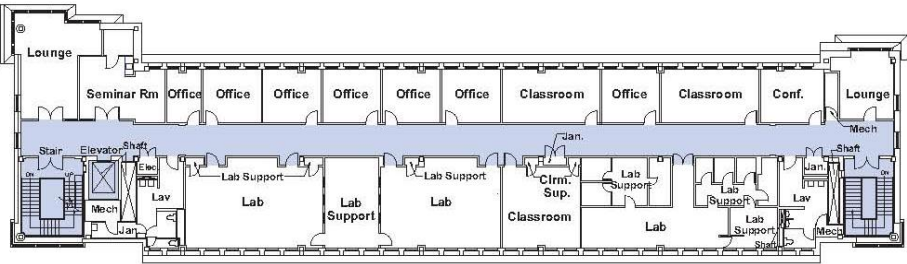 Lounge
Seminar Rm
Office
Office
Office
Office
Office
Office
Classroom
Office
Classroom
Conf.
Lounge
Mech
Jan.
Shaft
Stair
Elevator
Shaft
DN
UP
Elec
Lav
Mech
Jan
Lab Support
Lab
Lab
Support
Lab Support
Lab
Clrm.
Sup.
Classroom
Lab
Support
Lab
Lab
Support
Lab
Support
Shaft
Jan.
Lav
Mech
DN